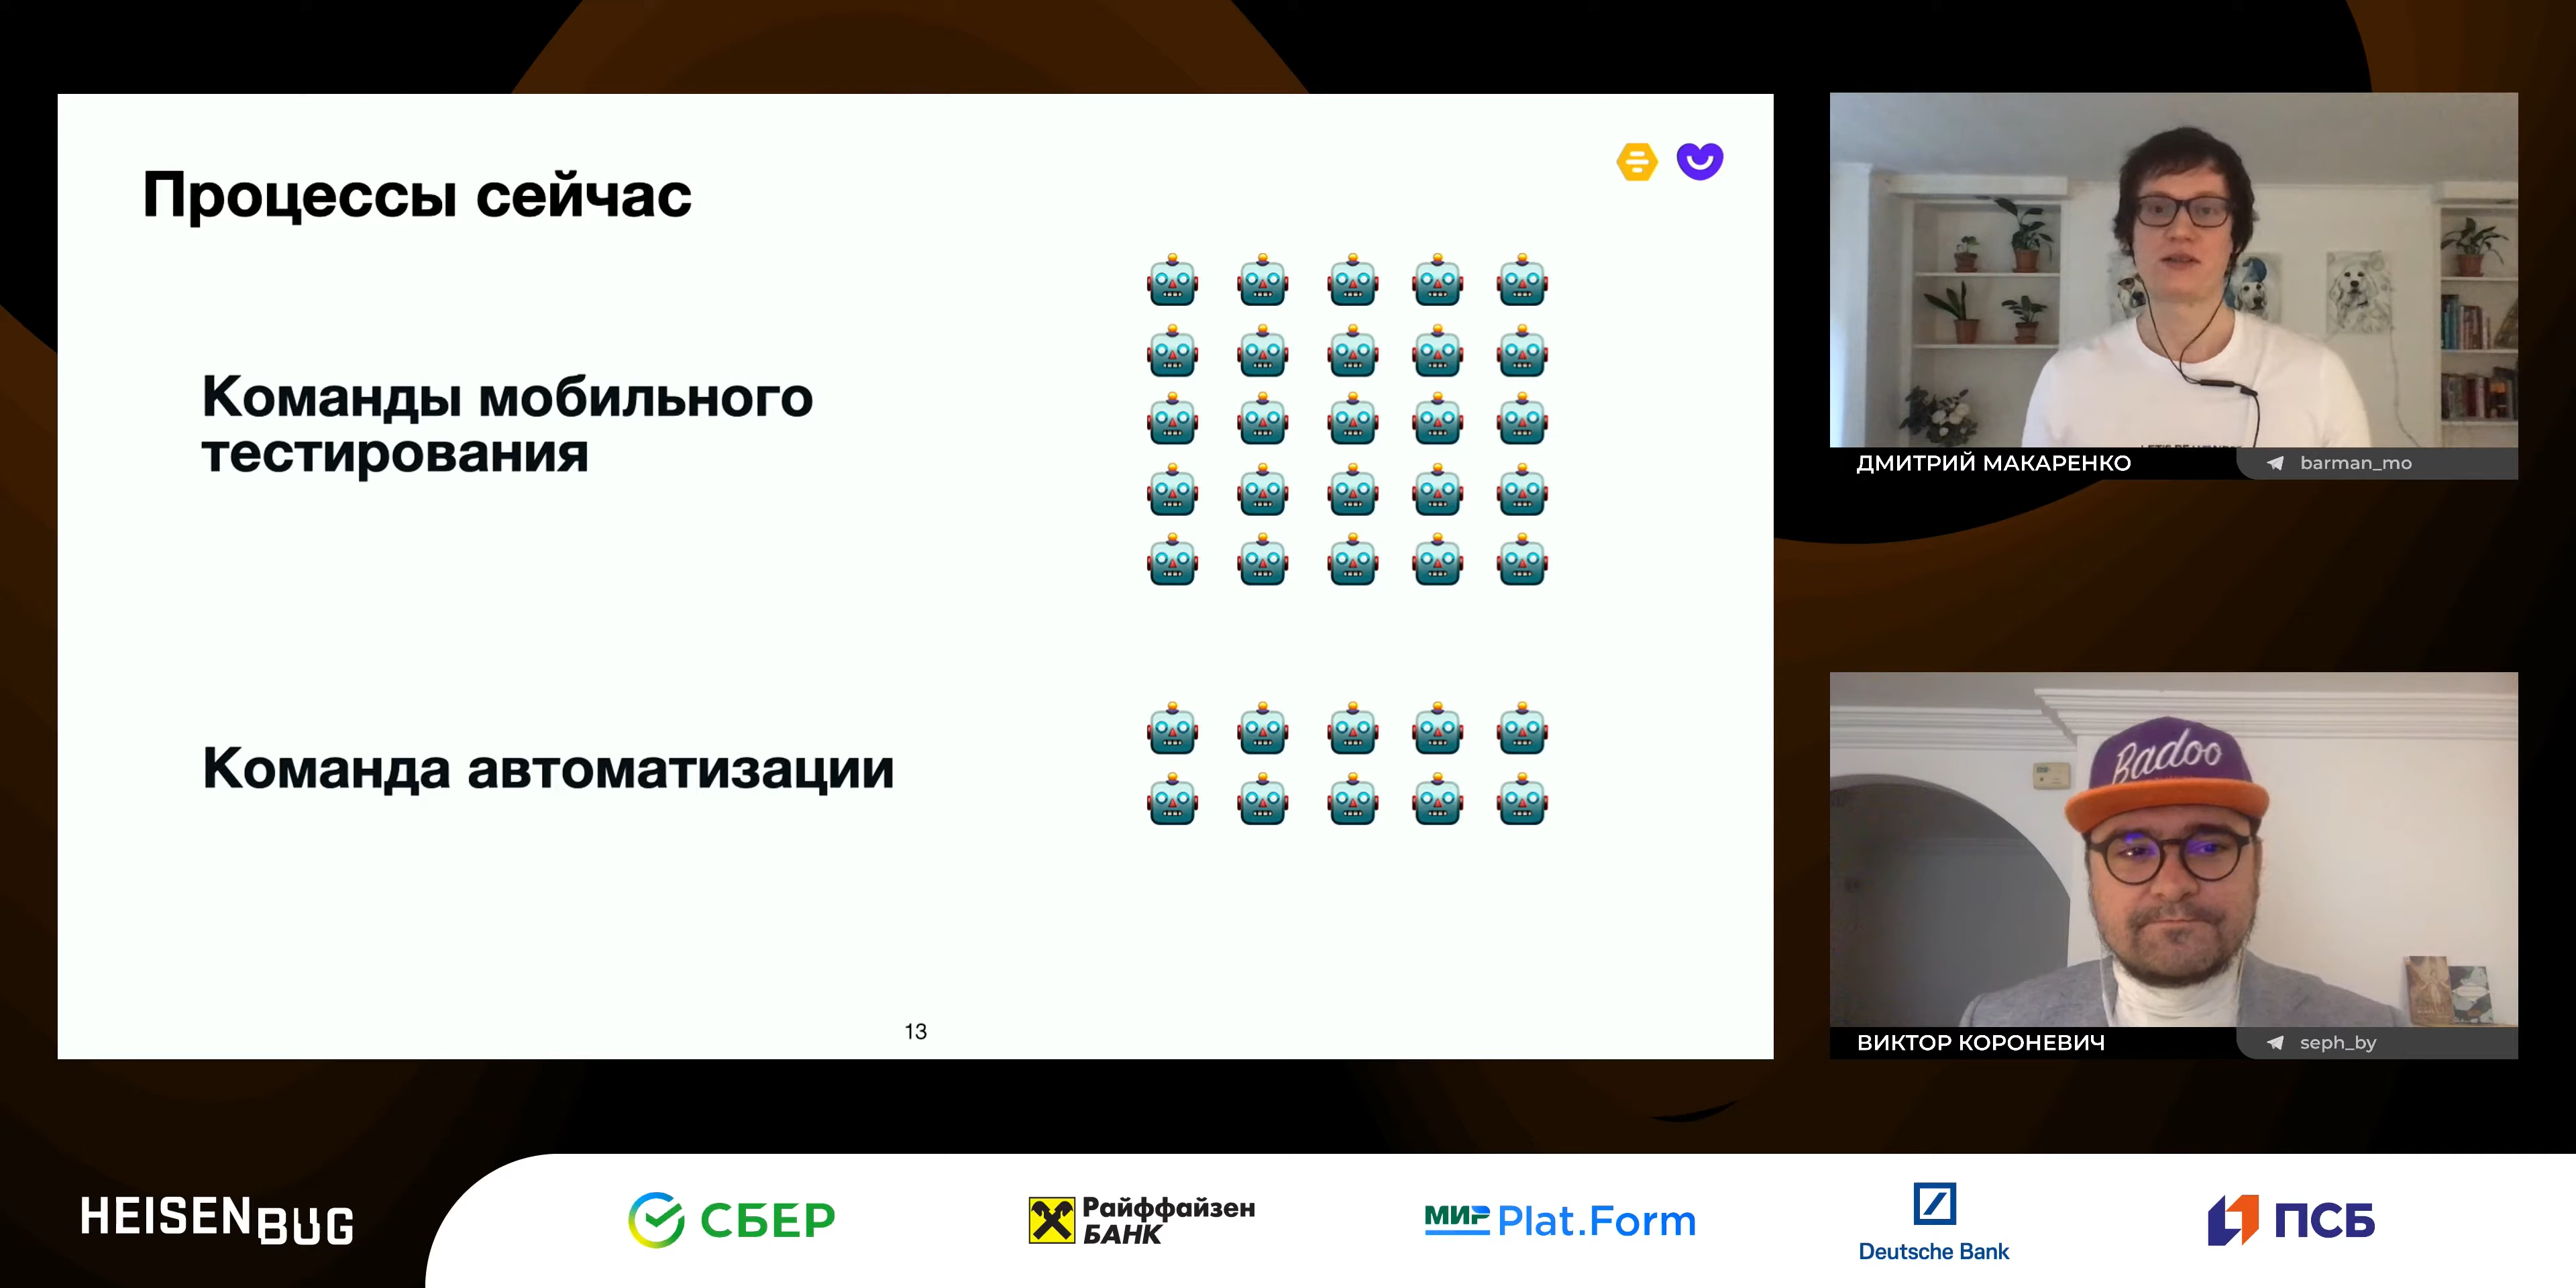 Процессы сейчас
Команды мобильного
тестирования
Команда автоматизации
13
ДМИТРИЙ МАКАРЕНКО
barman_mo
Badoo
ВИКТОР КОРОНЕВИЧ
seph_by
HEISENBUG
СБЕР
Райффайзен
БАНК
МИР Plat.Form
Deutsche Bank
ПСБ